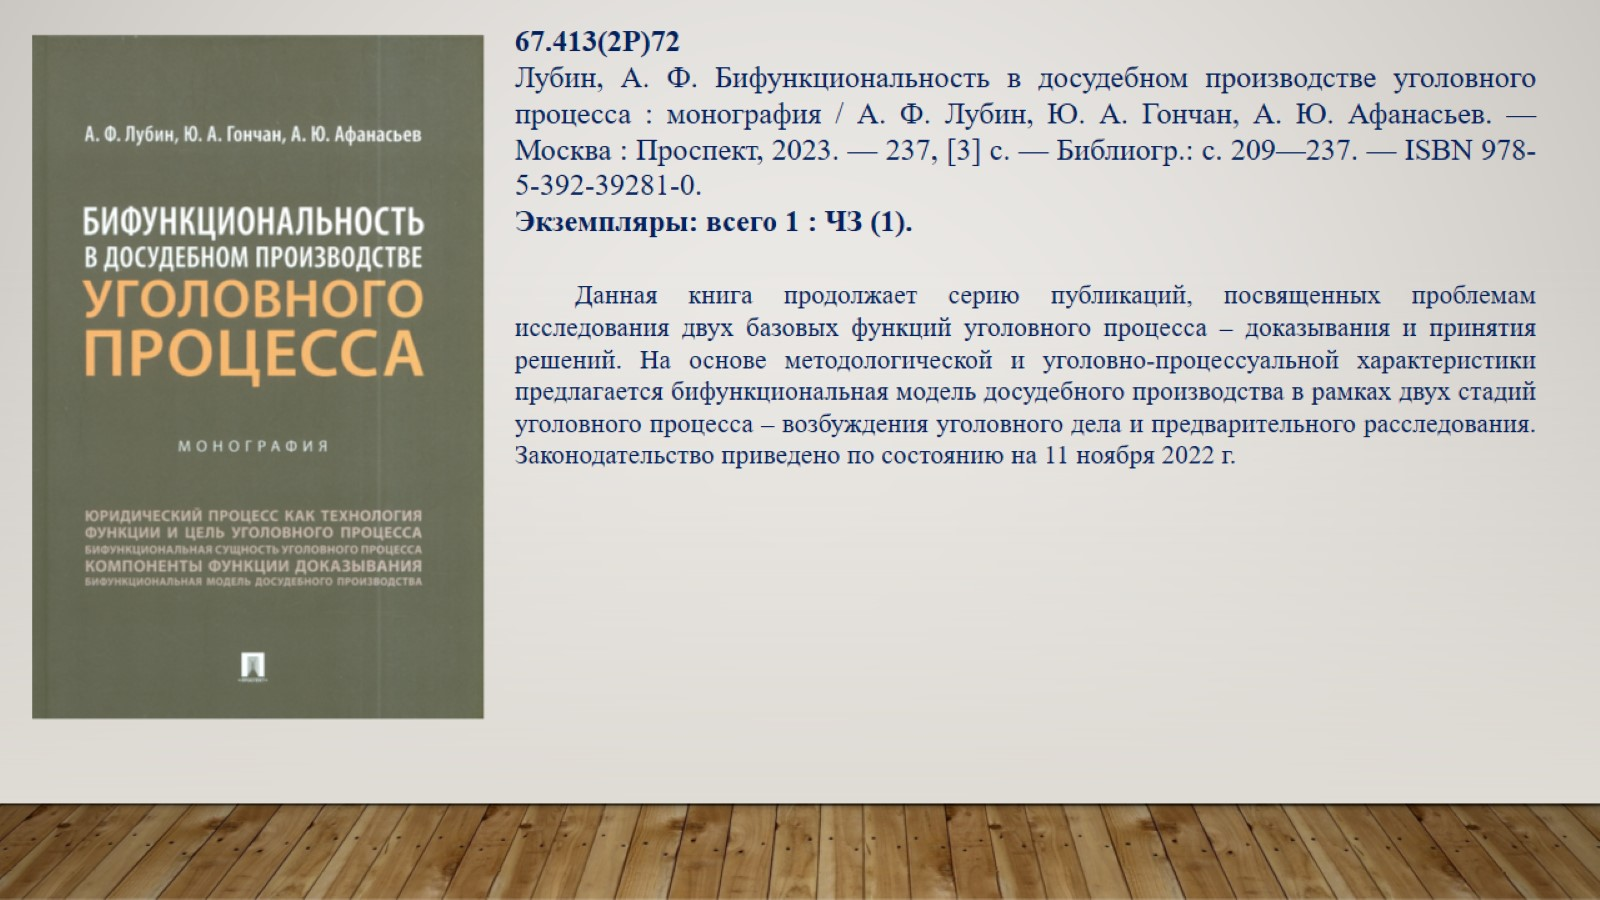 А. Ф. Лубин, Ю. А. Гончан, А. Ю. Афанасьев
БИФУНКЦИОНАЛЬНОСТЬ
В ДОСУДЕБНОМ ПРОИЗВОДСТВЕ
УГОЛОВНОГО
ПРОЦЕССА
МОНОГРАФИЯ
ЮРИДИЧЕСКИЙ ПРОЦЕСС КАК ТЕХНОЛОГИЯ
ФУНКЦИИ И ЦЕЛЬ УГОЛОВНОГО ПРОЦЕССА
БИФУНКЦИОНАЛЬНАЯ СУЩНОСТЬ УГОЛОВНОГО ПРОЦЕССА
КОМПОНЕНТЫ ФУНКЦИИ ДОКАЗЫВАНИЯ
БИФУНКЦИОНАЛЬНАЯ МОДЕЛЬ ДОСУДЕБНОГО ПРОИЗВОДСТВА
67.413(2Р)72
Лубин, А. Ф. Бифункциональность в досудебном производстве уголовного
процесса : монография / А. Ф. Лубин, Ю. А. Гончан, А. Ю. Афанасьев. —
Москва : Проспект, 2023. — 237, [3] с. — Библиогр.: с. 209—237. — ISBN 978-
5-392-39281-0.
Экземпляры: всего 1 : ЧЗ (1).
Данная книга продолжает серию публикаций, посвященных проблемам
исследования двух базовых функций уголовного процесса – доказывания и принятия
решений. На основе методологической и уголовно-процессуальной характеристики
предлагается бифункциональная модель досудебного производства в рамках двух стадий
уголовного процесса – возбуждения уголовного дела и предварительного расследования.
Законодательство приведено по состоянию на 11 ноября 2022 г.